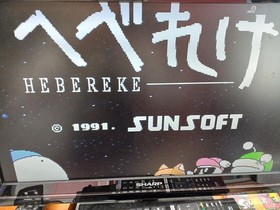 へべれけ
HEBEREKE
© 1991. SUNSOFT
SHARP